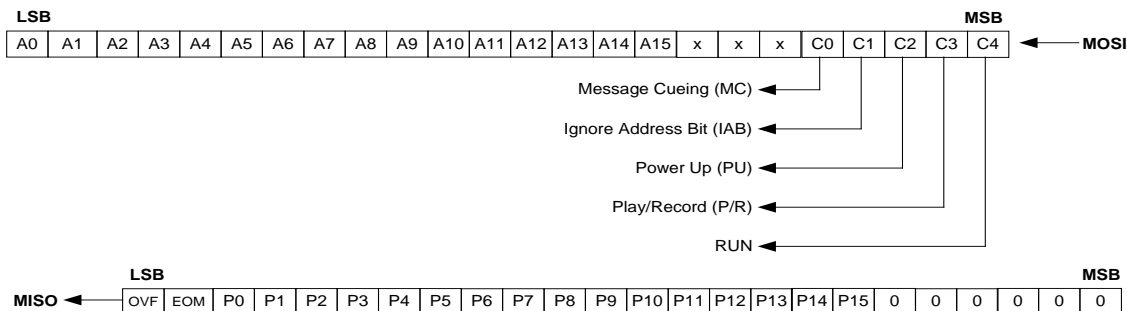 LSB MSB
A0 A1 A2 A3 A4 A5 A6 A7 A8 A9 A10 A11 A12 A13 A14 A15 x x x C0 C1 C2 C3 C4 MOSI
Message Cueing (MC)
Ignore Address Bit (IAB)
Power Up (PU)
Play/Record (P/R)
RUN
LSB MSB
MISO OVF EOM P0 P1 P2 P3 P4 P5 P6 P7 P8 P9 P10 P11 P12 P13 P14 P15 0 0 0 0 0 0